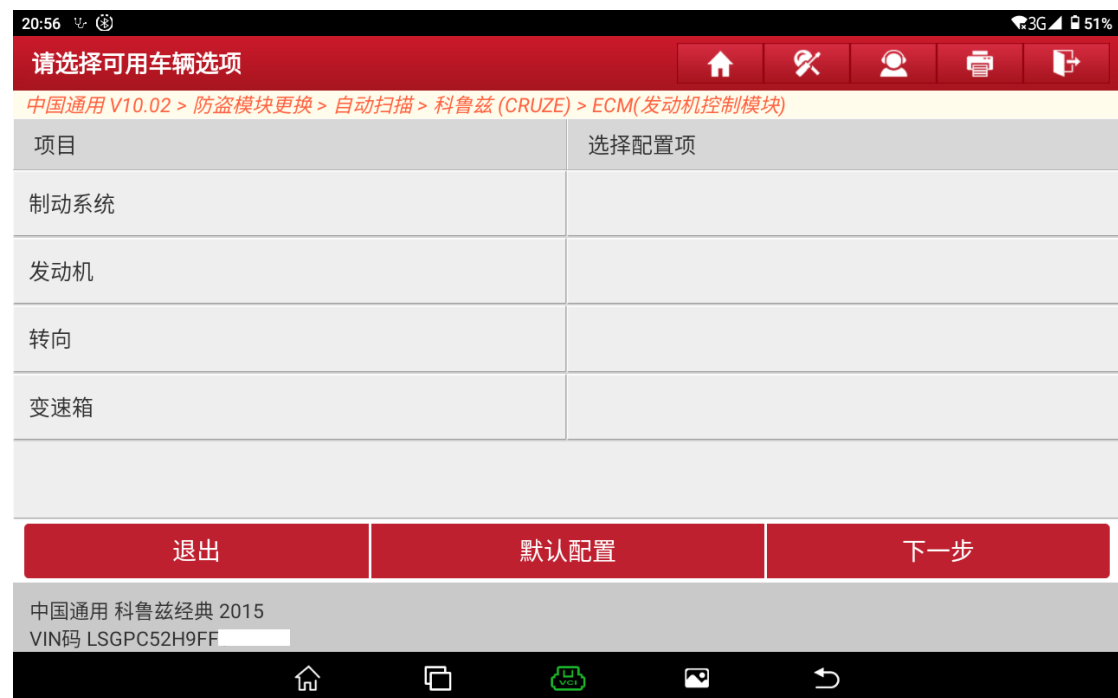 20:56 3G 51%
请选择可用车辆选项
中国通用 V10.02 > 防盗模块更换 > 自动扫描 > 科鲁兹 (CRUZE) > ECM(发动机控制模块)
项目 选择配置项
制动系统
发动机
转向
变速箱
退出 默认配置 下一步
中国通用 科鲁兹经典 2015
VIN码 LSGPC52H9FF
VCI